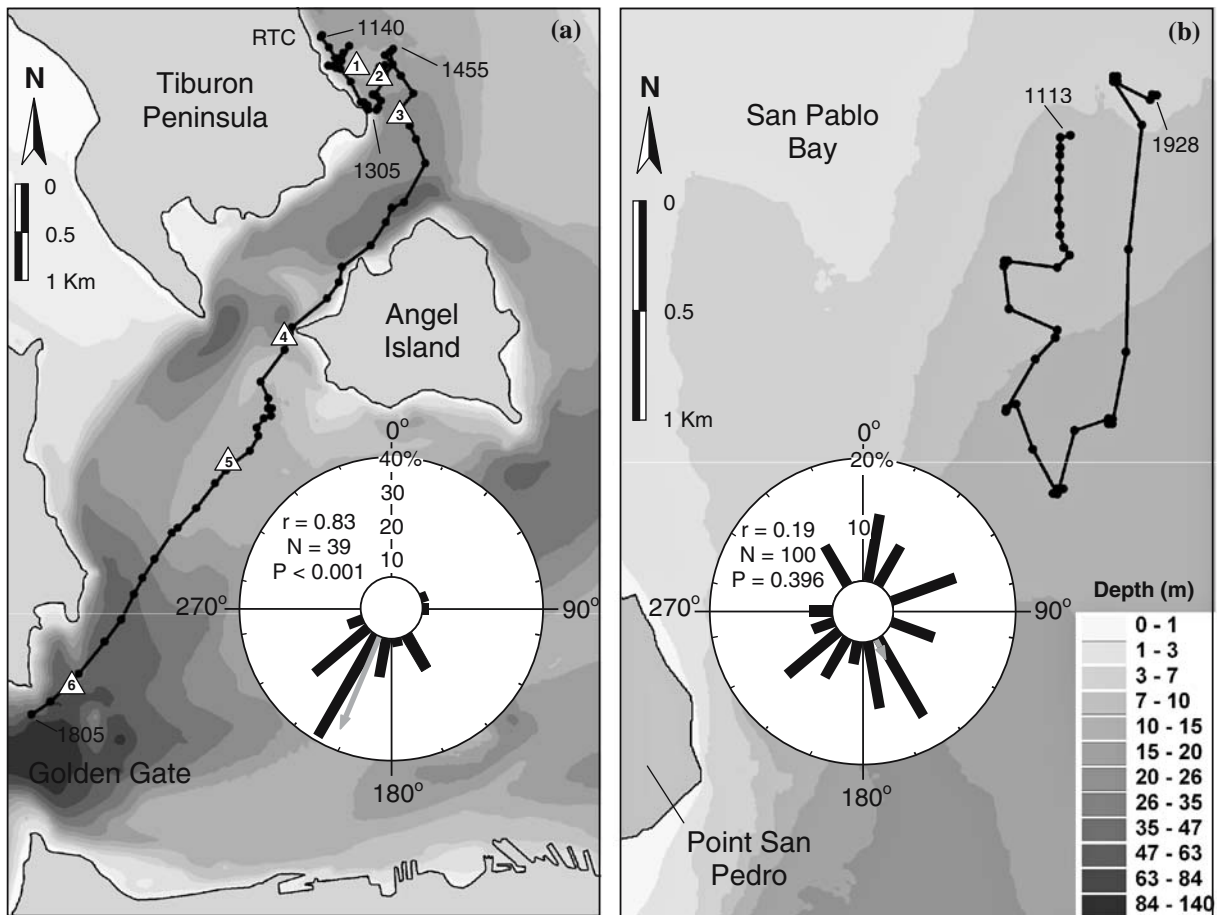 (a)
RTC
1140
1455
1
2
3
1305
Tiburon
Peninsula
N
0
0.5
1 Km
Angel
Island
4
5
6
1805
Golden Gate
0°
40%
30
20
10
r = 0.83
N = 39
P < 0.001
270°
90°
180°
(b)
N
San Pablo
Bay
1113
1928
0
0.5
1 Km
0°
20%
10
r = 0.19
N = 100
P = 0.396
270°
90°
180°
Point San
Pedro
Depth (m)
0 - 1
1 - 3
3 - 7
7 - 10
10 - 15
15 - 20
20 - 26
26 - 35
35 - 47
47 - 63
63 - 84
84 - 140